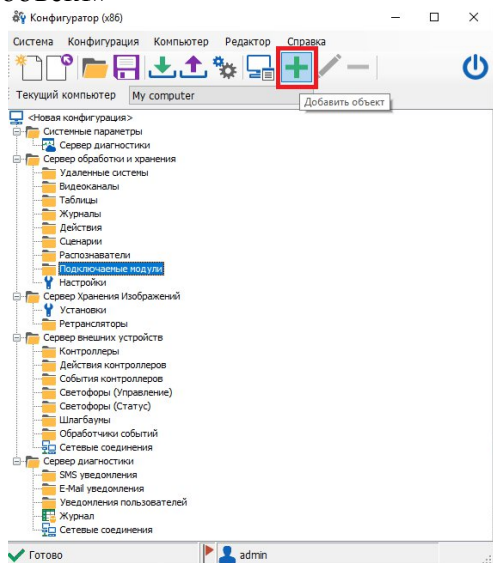 Конфигуратор (x86)
Система Конфигурация Компьютер Редактор Справка
Текущий компьютер My computer
Добавить объект
<Новая конфигурация>
Системные параметры
Сервер диагностики
Сервер обработки и хранения
Удаленные системы
Видеоканалы
Таблицы
Журналы
Действия
Сценарии
Распознаватели
Подключаемые модули
Настройки
Сервер Хранения Изображений
Установки
Ретрансляторы
Сервер внешних устройств
Контроллеры
Действия контроллеров
События контроллеров
Светофоры (Управление)
Светофоры (Статус)
Шлагбаумы
Обработчики событий
Сетевые соединения
Сервер диагностики
SMS уведомления
E-Mail уведомления
Уведомления пользователей
Журнал
Сетевые соединения
Готово admin